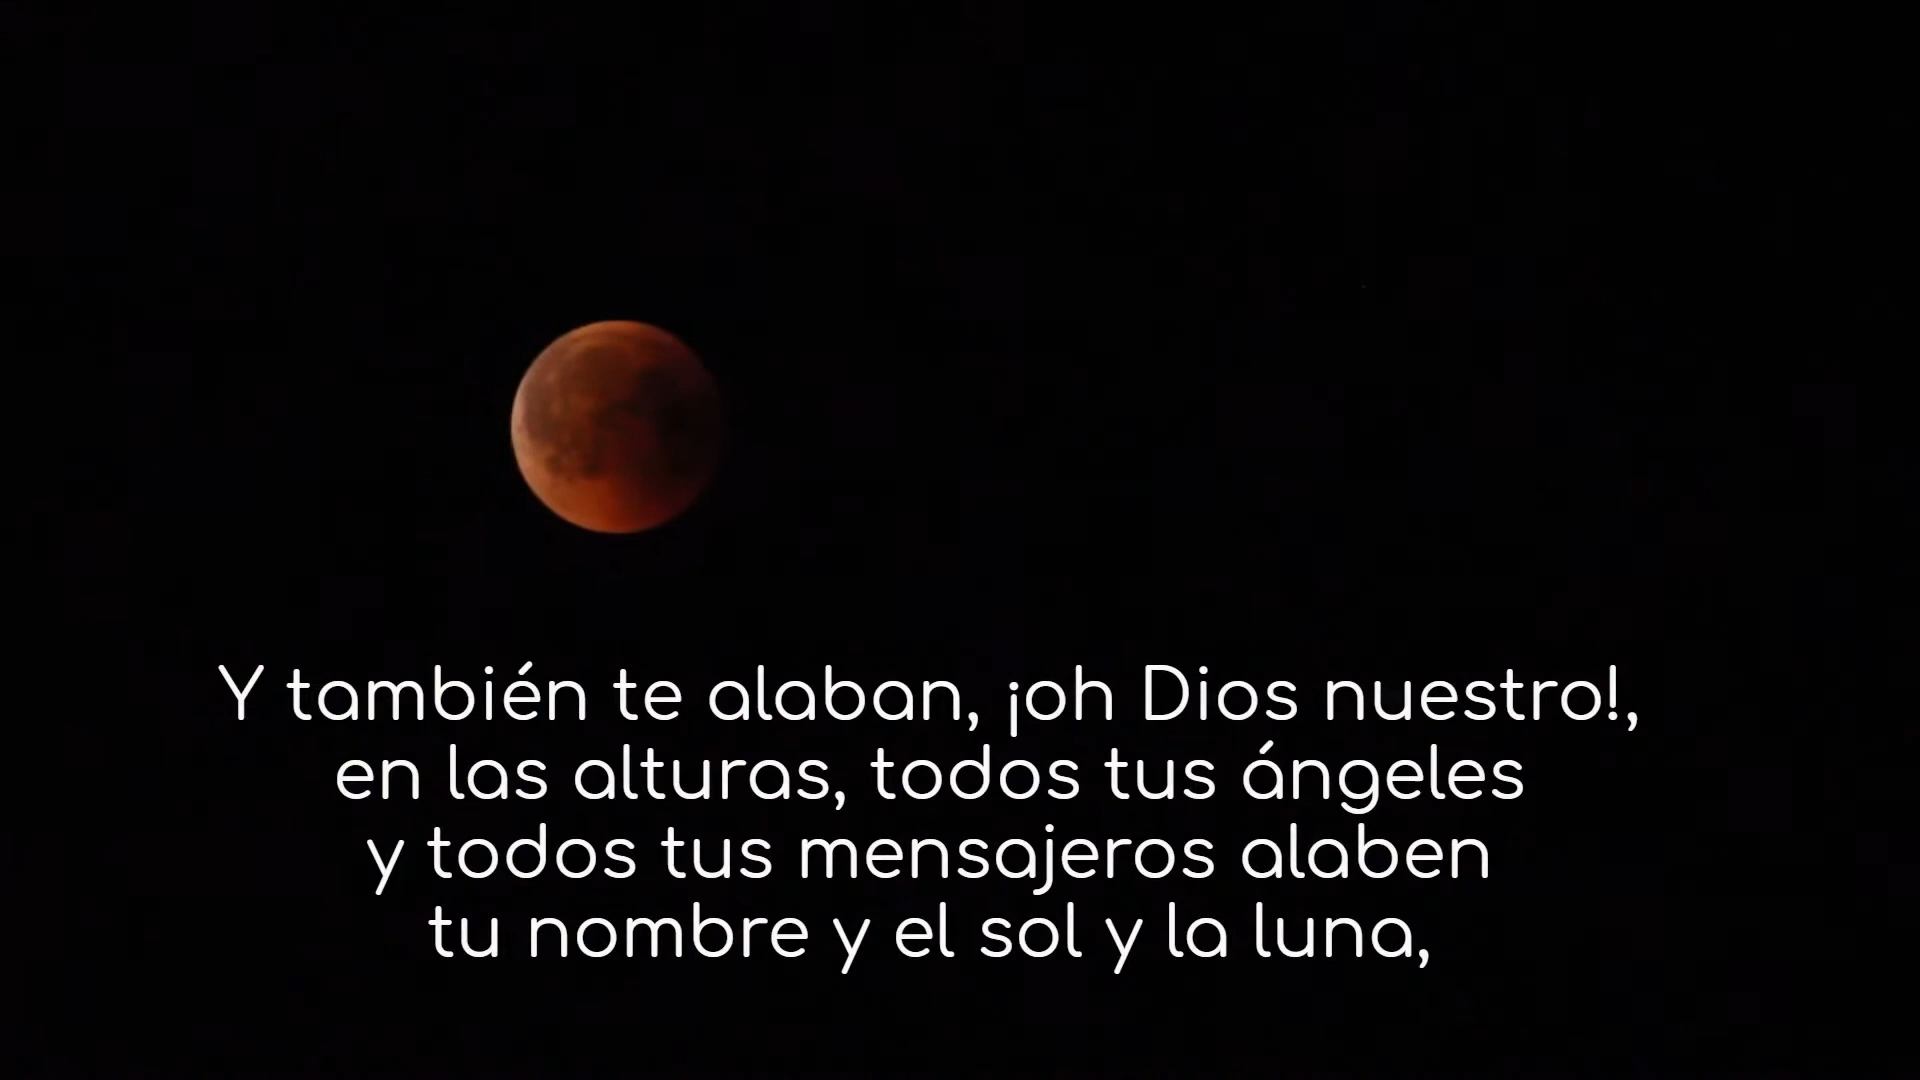 Y también te alaban, ¡oh Dios nuestro!,
en las alturas, todos tus ángeles
y todos tus mensajeros alaben
tu nombre y el sol y la luna,